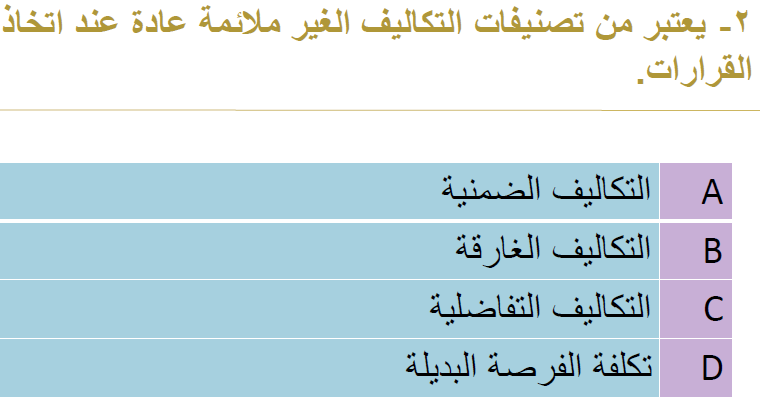 ٢- يعتبر من تصنيفات التكاليف الغير ملائمة عادة عند اتخاذ
القرارات.
A التكاليف الضمنية
B التكاليف الغارقة
C التكاليف التفاضلية
D تكلفة الفرصة البديلة